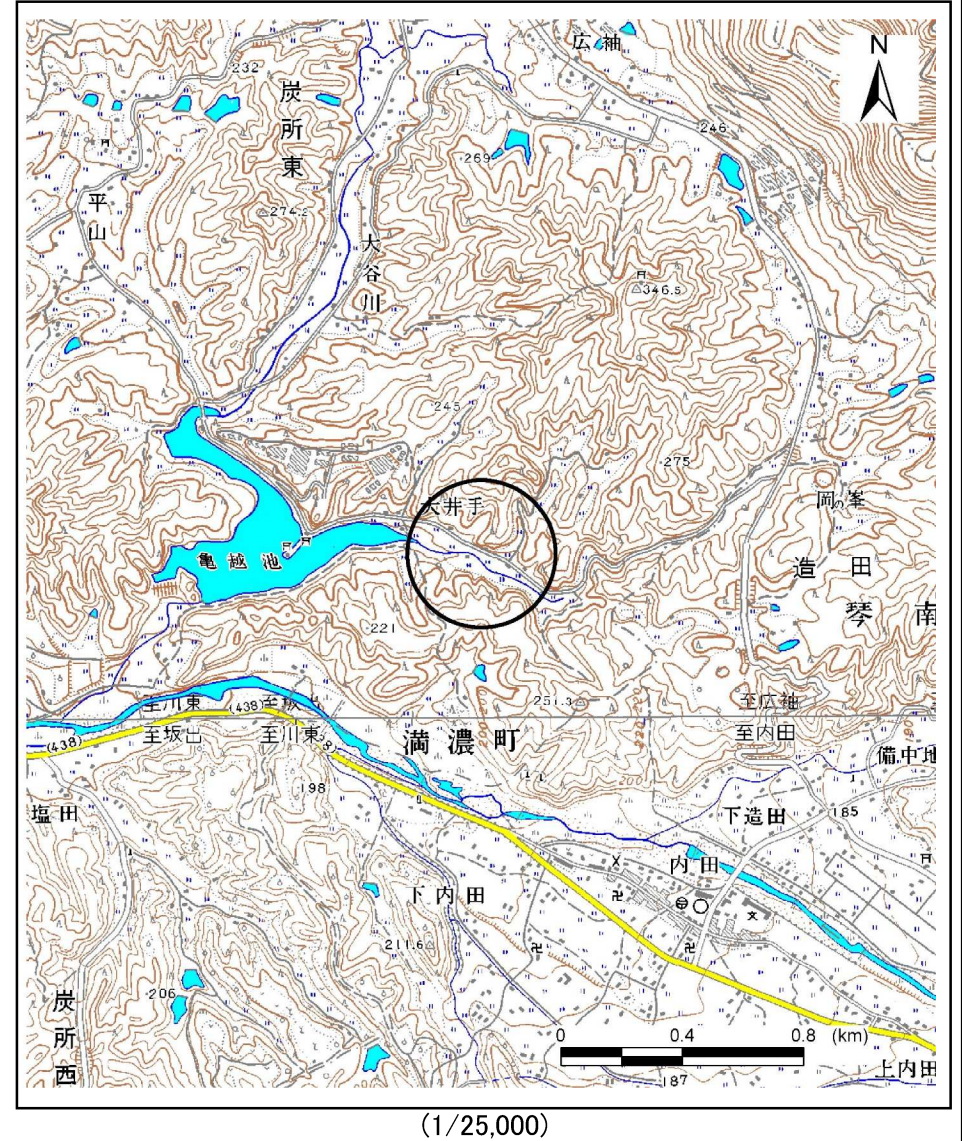 広袖
N
232
炭所東
246
269
平山
274.2
大谷川
346.5
245
275
大井手
岡の峯
亀越池
造田
琴南
221
251.3
至川東
(438)
至坂出
至広袖
(438)
至坂出
至川東
満濃町
至内田
備中地
198
塩田
下造田
185
内田
下内田
211.6
206
炭所西
0 0.4 0.8 (km)
187
上内田
(1/25,000)